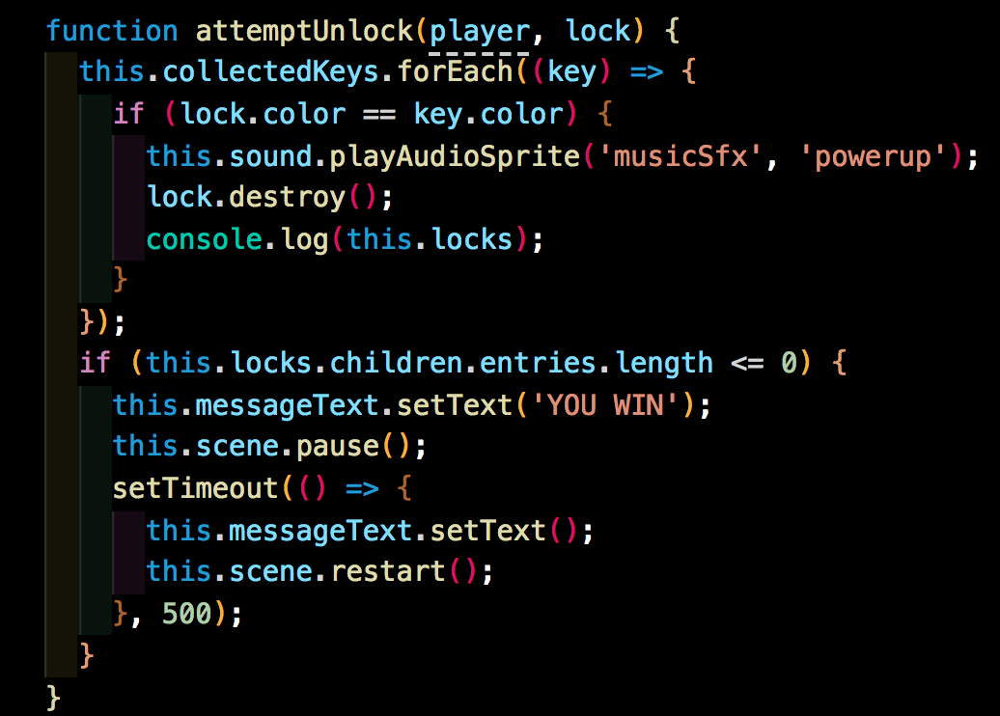 function attemptUnlock(player, lock) {
this.collectedKeys.forEach((key) => {
if (lock.color == key.color) {
this.sound.playAudioSprite('musicSfx', 'powerup');
lock.destroy();
console.log(this.locks);
}
});
if (this.locks.children.entries.length <= 0) {
this.messageText.setText('YOU WIN');
this.scene.pause();
setTimeout(() => {
this.messageText.setText();
this.scene.restart();
}, 500);
}
}